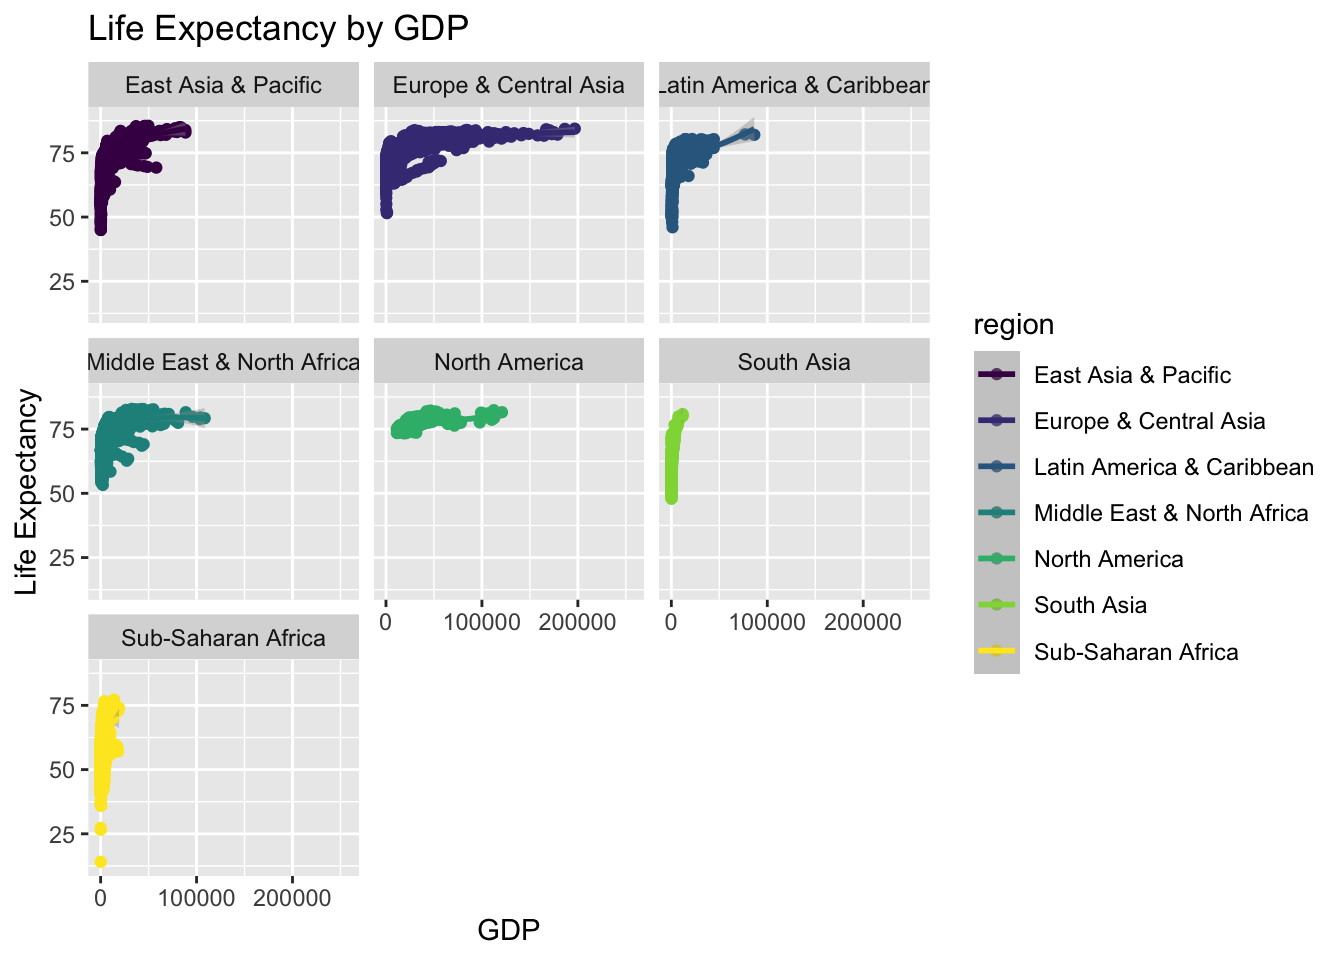 Life Expectancy by GDP
East Asia & Pacific
Europe & Central Asia
Latin America & Caribbean
75
50
25
Middle East & North Africa
North America
South Asia
75
50
25
0 100000 200000
0 100000 200000
Sub-Saharan Africa
75
50
25
0 100000 200000
Life Expectancy
GDP
region
East Asia & Pacific
Europe & Central Asia
Latin America & Caribbean
Middle East & North Africa
North America
South Asia
Sub-Saharan Africa